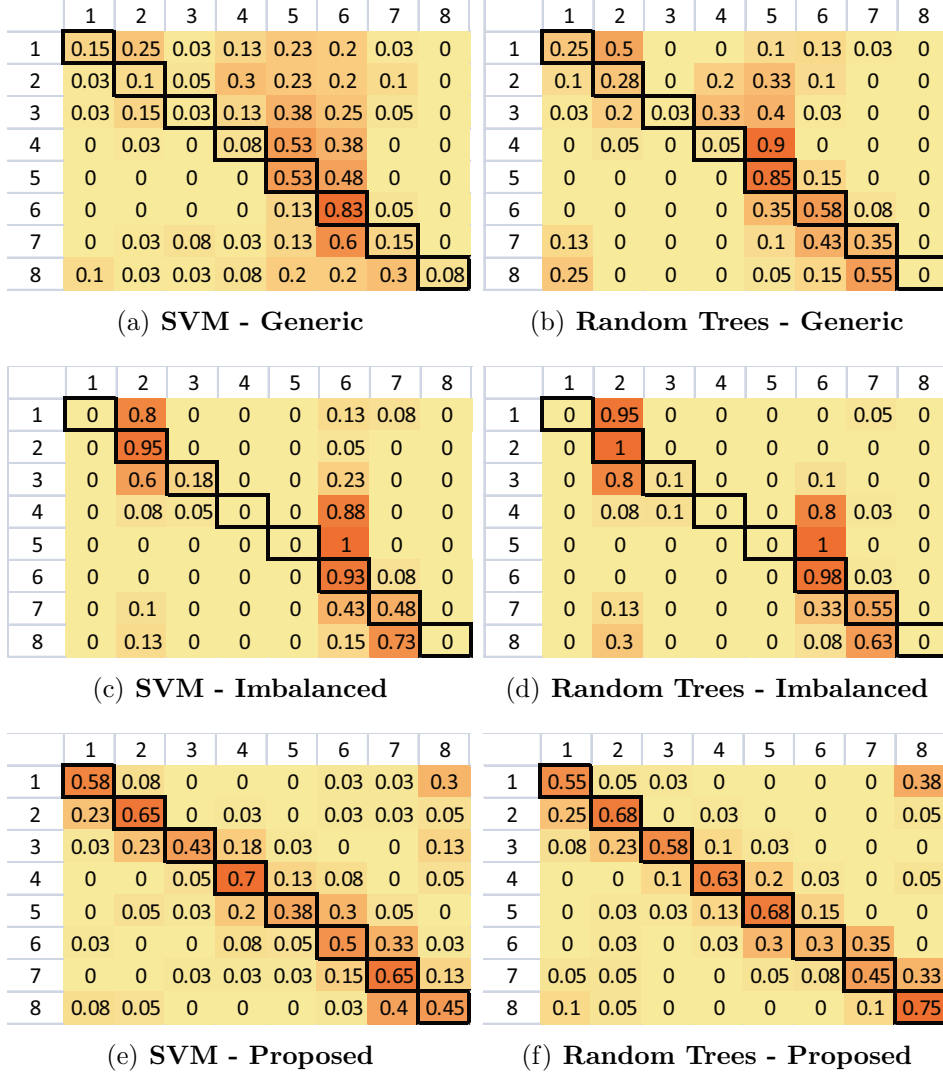 1 2 3 4 5 6 7 8
1 0.15 0.25 0.03 0.13 0.23 0.2 0.03 0
2 0.03 0.1 0.05 0.3 0.23 0.2 0.1 0
3 0.03 0.15 0.03 0.13 0.38 0.25 0.05 0
4 0 0.03 0 0.08 0.53 0.38 0 0
5 0 0 0 0 0.53 0.48 0 0
6 0 0 0 0 0.13 0.83 0.05 0
7 0 0.03 0.08 0.03 0.13 0.6 0.15 0
8 0.1 0.03 0.03 0.08 0.2 0.2 0.3 0.08
(a) SVM - Generic
1 2 3 4 5 6 7 8
1 0.25 0.5 0 0 0.1 0.13 0.03 0
2 0.1 0.28 0 0.2 0.33 0.1 0 0
3 0.03 0.2 0.03 0.33 0.4 0.03 0 0
4 0 0.05 0 0.05 0.9 0 0 0
5 0 0 0 0 0.85 0.15 0 0
6 0 0 0 0 0.35 0.58 0.08 0
7 0.13 0 0 0 0.1 0.43 0.35 0
8 0.25 0 0 0 0.05 0.15 0.55 0
(b) Random Trees - Generic
1 2 3 4 5 6 7 8
1 0 0.8 0 0 0 0.13 0.08 0
2 0 0.95 0 0 0 0.05 0 0
3 0 0.6 0.18 0 0 0.23 0 0
4 0 0.08 0.05 0 0 0.88 0 0
5 0 0 0 0 0 1 0 0
6 0 0 0 0 0 0.93 0.08 0
7 0 0.1 0 0 0 0.43 0.48 0
8 0 0.13 0 0 0 0.15 0.73 0
(c) SVM - Imbalanced
1 2 3 4 5 6 7 8
1 0 0.95 0 0 0 0 0.05 0
2 0 1 0 0 0 0 0 0
3 0 0.8 0.1 0 0 0.1 0 0
4 0 0.08 0.1 0 0 0.8 0.03 0
5 0 0 0 0 0 1 0 0
6 0 0 0 0 0 0.98 0.03 0
7 0 0.13 0 0 0 0.33 0.55 0
8 0 0.3 0 0 0 0.08 0.63 0
(d) Random Trees - Imbalanced
1 2 3 4 5 6 7 8
1 0.58 0.08 0 0 0 0.03 0.03 0.3
2 0.23 0.65 0 0.03 0 0.03 0.03 0.05
3 0.03 0.23 0.43 0.18 0.03 0 0 0.13
4 0 0 0.05 0.7 0.13 0.08 0 0.05
5 0 0.05 0.03 0.2 0.38 0.3 0.05 0
6 0.03 0 0 0.08 0.05 0.5 0.33 0.03
7 0 0 0.03 0.03 0.03 0.15 0.65 0.13
8 0.08 0.05 0 0 0 0.03 0.4 0.45
(e) SVM - Proposed
1 2 3 4 5 6 7 8
1 0.55 0.05 0.03 0 0 0 0 0.38
2 0.25 0.68 0 0.03 0 0 0 0.05
3 0.08 0.23 0.58 0.1 0.03 0 0 0
4 0 0 0.1 0.63 0.2 0.03 0 0.05
5 0 0.03 0.03 0.13 0.68 0.15 0 0
6 0 0.03 0 0.03 0.3 0.3 0.35 0
7 0.05 0.05 0 0 0.05 0.08 0.45 0.33
8 0.1 0.05 0 0 0 0 0.1 0.75
(f) Random Trees - Proposed